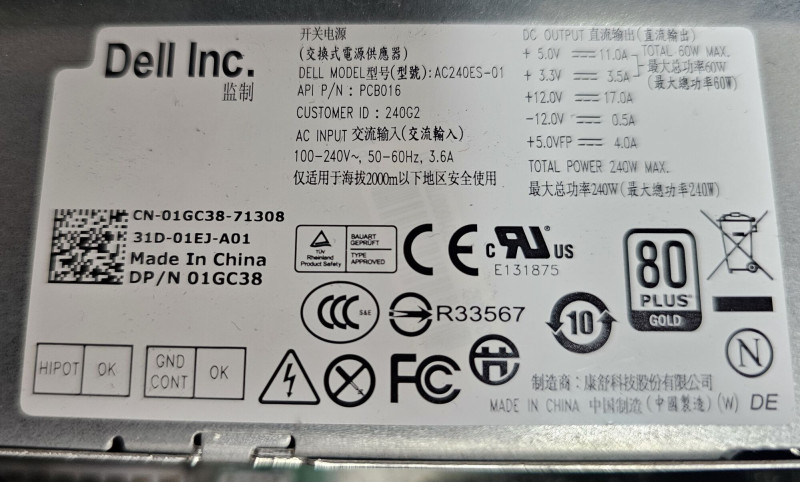 Dell Inc.
监制
开关电源
(交換式電源供應器)
DELL MODEL型号(型號): AC240ES-01
API P/N : PCB016
CUSTOMER ID : 240G2
AC INPUT 交流输入(交流輸入)
100-240V~, 50-60Hz, 3.6A
仅适用于海拔2000m以下地区安全使用
DC OUTPUT 直流输出(直流輸出)
+ 5.0V 11.0A TOTAL 60W MAX.
+ 3.3V 3.5A 最大总功率60W
(最大總功率60W)
+12.0V 17.0A
-12.0V 0.5A
+5.0VFP 4.0A
TOTAL POWER 240W MAX.
最大总功率240W (最大總功率240W)
CN-01GC38-71308
31D-01EJ-A01
Made In China
DP/N 01GC38
TÜV
Rheinland
Product Safety
BAUART
GEPRÜFT
TYPE
APPROVED
CE
c RU® US
E131875
80
PLUS®
GOLD
CCC S&E
R33567
10
N
HIPOT OK
GND
CONT OK
FC
制造商: 康舒科技股份有限公司
MADE IN CHINA 中国制造 (中國製造) (W) DE